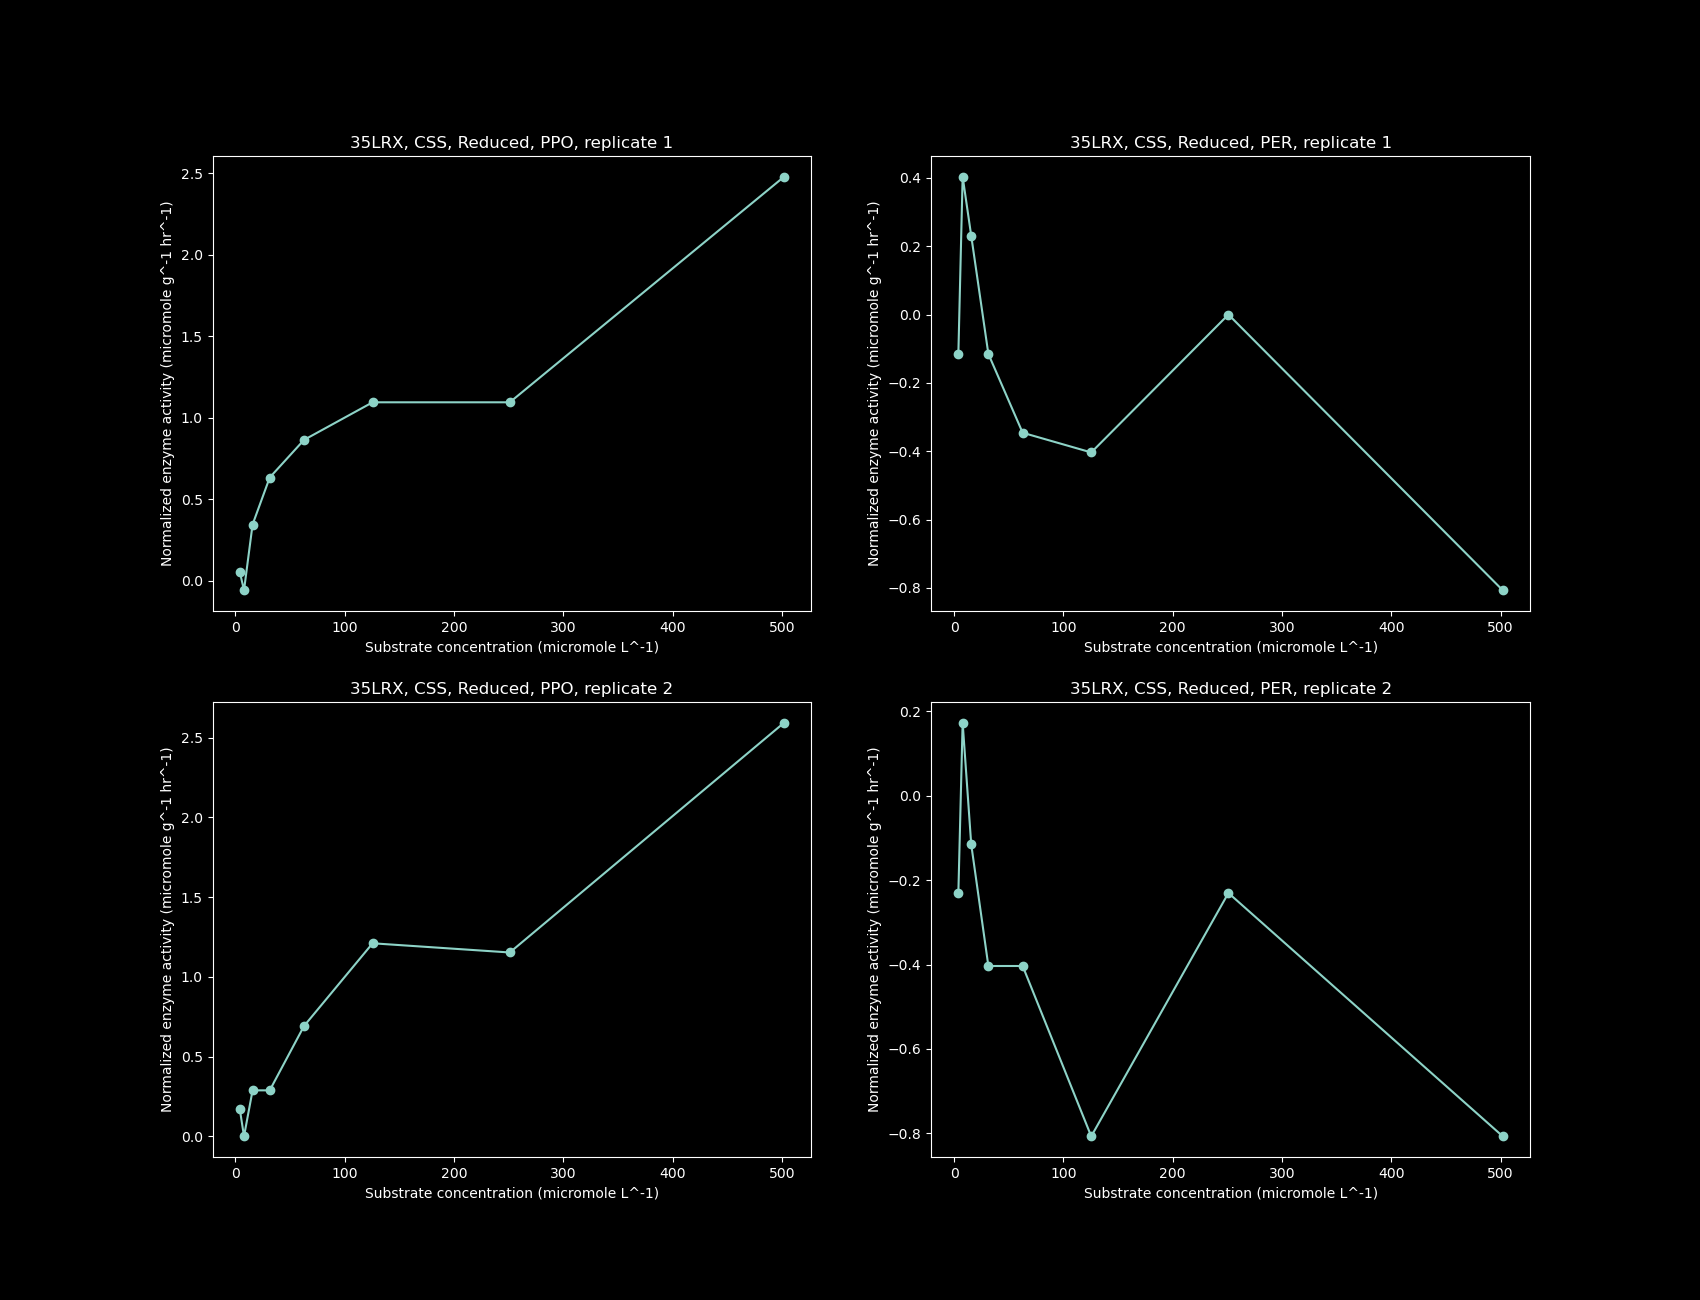 35LRX, CSS, Reduced, PPO, replicate 1
Normalized enzyme activity (micromole g^-1 hr^-1)
2.5
2.0
1.5
1.0
0.5
0.0
0 100 200 300 400 500
Substrate concentration (micromole L^-1)
35LRX, CSS, Reduced, PER, replicate 1
Normalized enzyme activity (micromole g^-1 hr^-1)
0.4
0.2
0.0
−0.2
−0.4
−0.6
−0.8
0 100 200 300 400 500
Substrate concentration (micromole L^-1)
35LRX, CSS, Reduced, PPO, replicate 2
Normalized enzyme activity (micromole g^-1 hr^-1)
2.5
2.0
1.5
1.0
0.5
0.0
0 100 200 300 400 500
Substrate concentration (micromole L^-1)
35LRX, CSS, Reduced, PER, replicate 2
Normalized enzyme activity (micromole g^-1 hr^-1)
0.2
0.0
−0.2
−0.4
−0.6
−0.8
0 100 200 300 400 500
Substrate concentration (micromole L^-1)